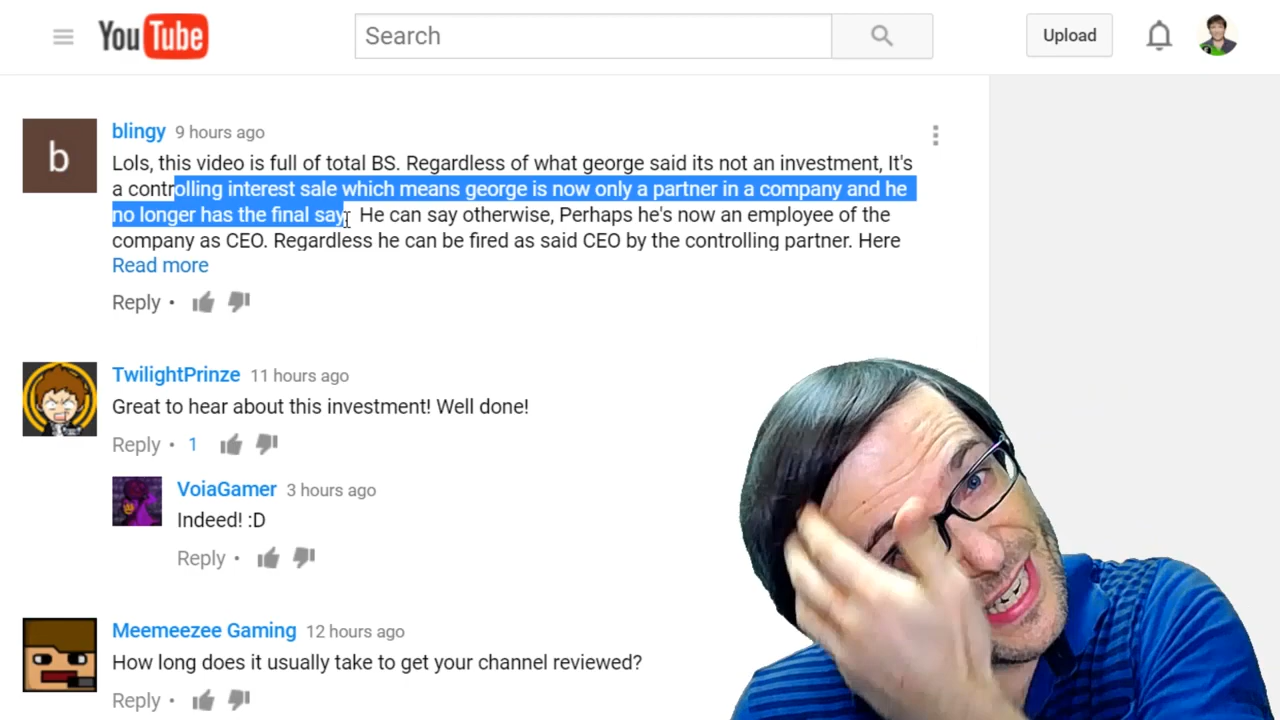 YouTube
Search
Upload
b
blingy 9 hours ago
Lols, this video is full of total BS. Regardless of what george said its not an investment, It's
a controlling interest sale which means george is now only a partner in a company and he
no longer has the final say. He can say otherwise, Perhaps he's now an employee of the
company as CEO. Regardless he can be fired as said CEO by the controlling partner. Here
Read more
Reply •
TwilightPrinze 11 hours ago
Great to hear about this investment! Well done!
Reply • 1
VoiaGamer 3 hours ago
Indeed! :D
Reply •
Meemeezee Gaming 12 hours ago
How long does it usually take to get your channel reviewed?
Reply •